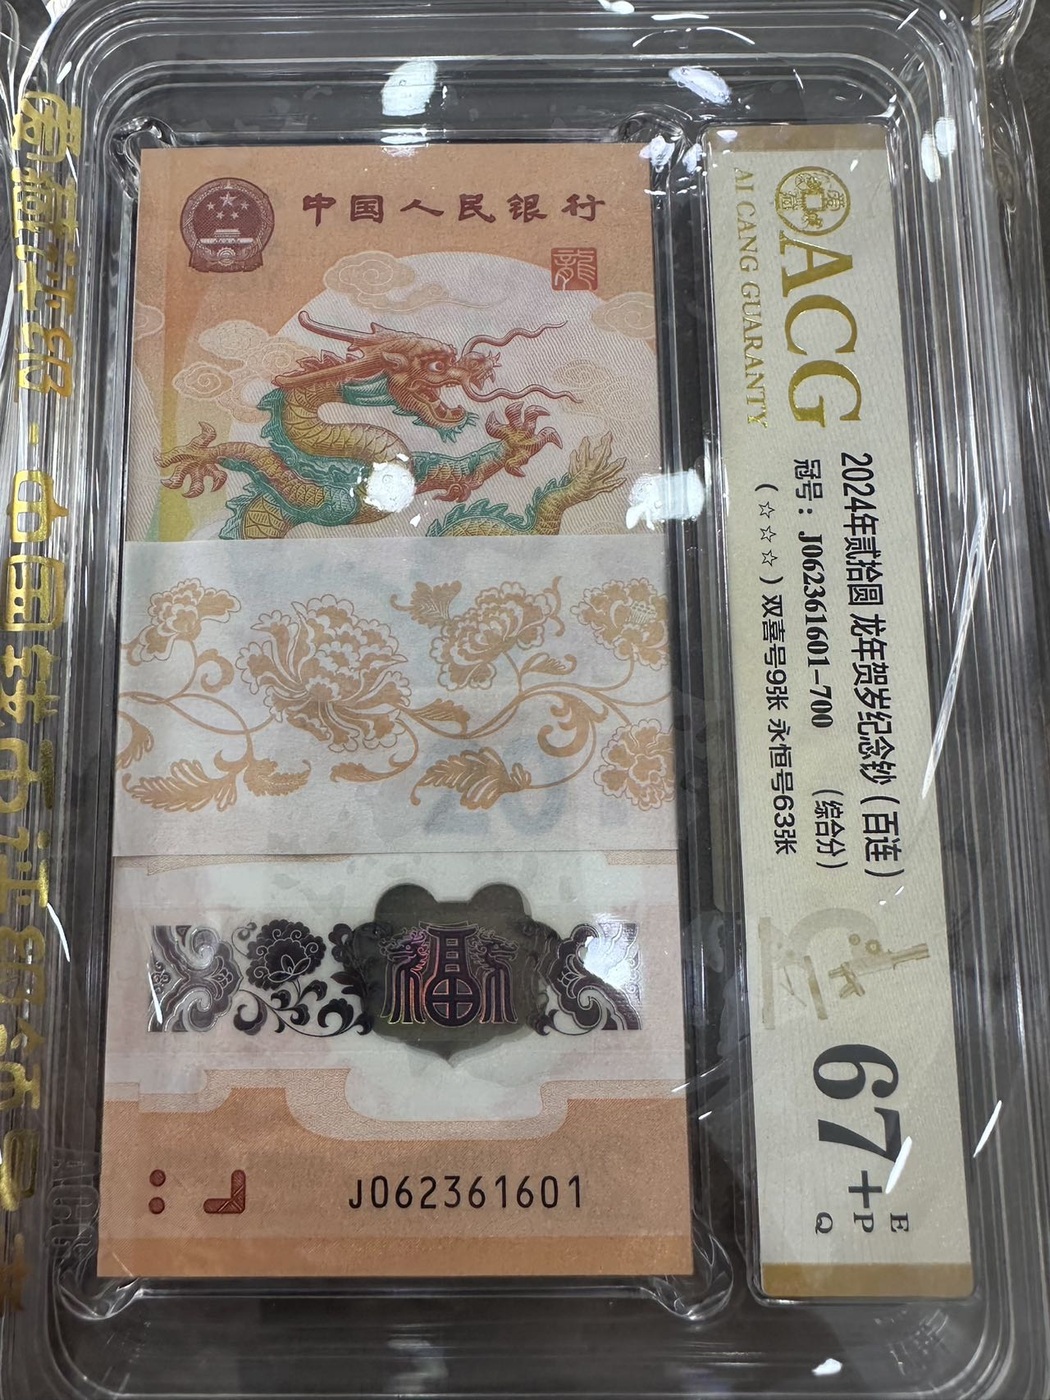 中国人民银行
龍
福
J062361601
ACG
AI CANG GUARANTY
2024年贰拾圆 龙年贺岁纪念钞（百连）
冠号：J062361601-700 （综合分）
（☆☆☆）双喜号9张 永恒号63张
67+
E
P
Q